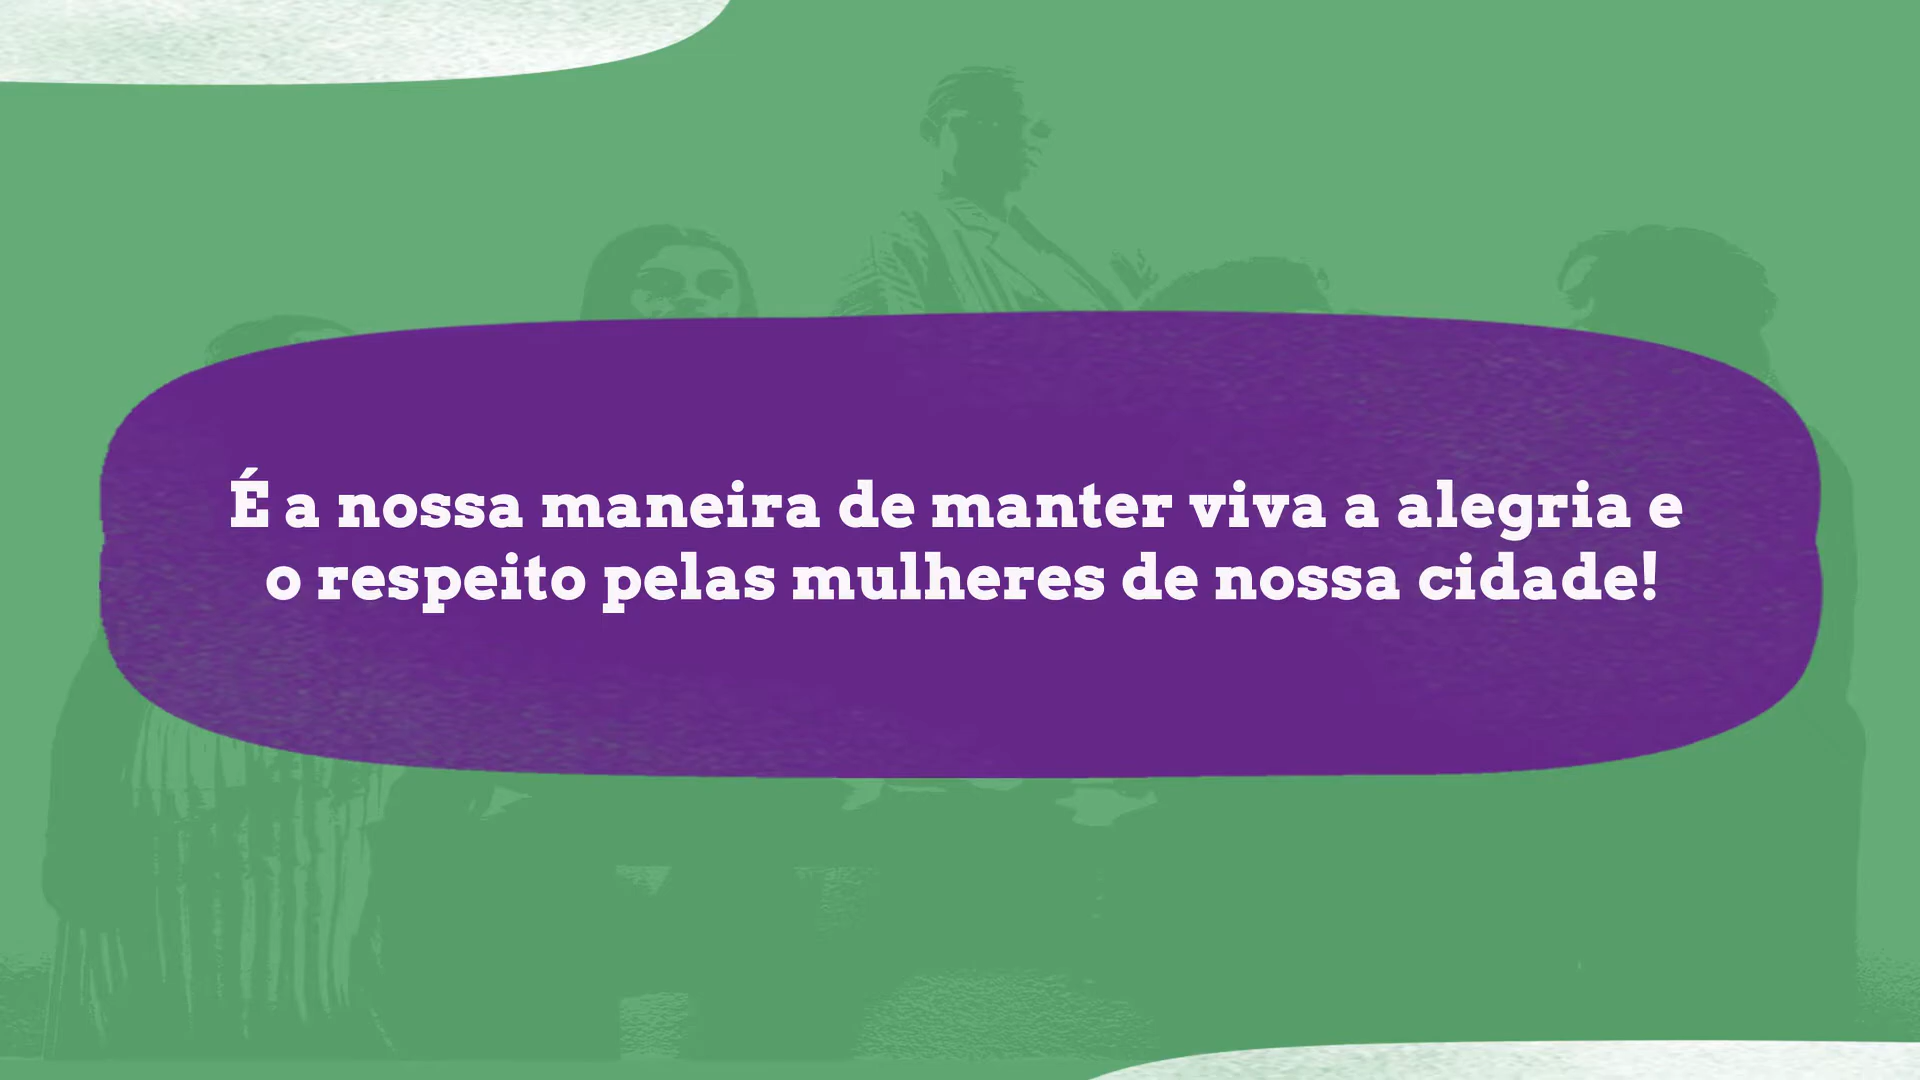 É a nossa maneira de manter viva a alegria e
o respeito pelas mulheres de nossa cidade!